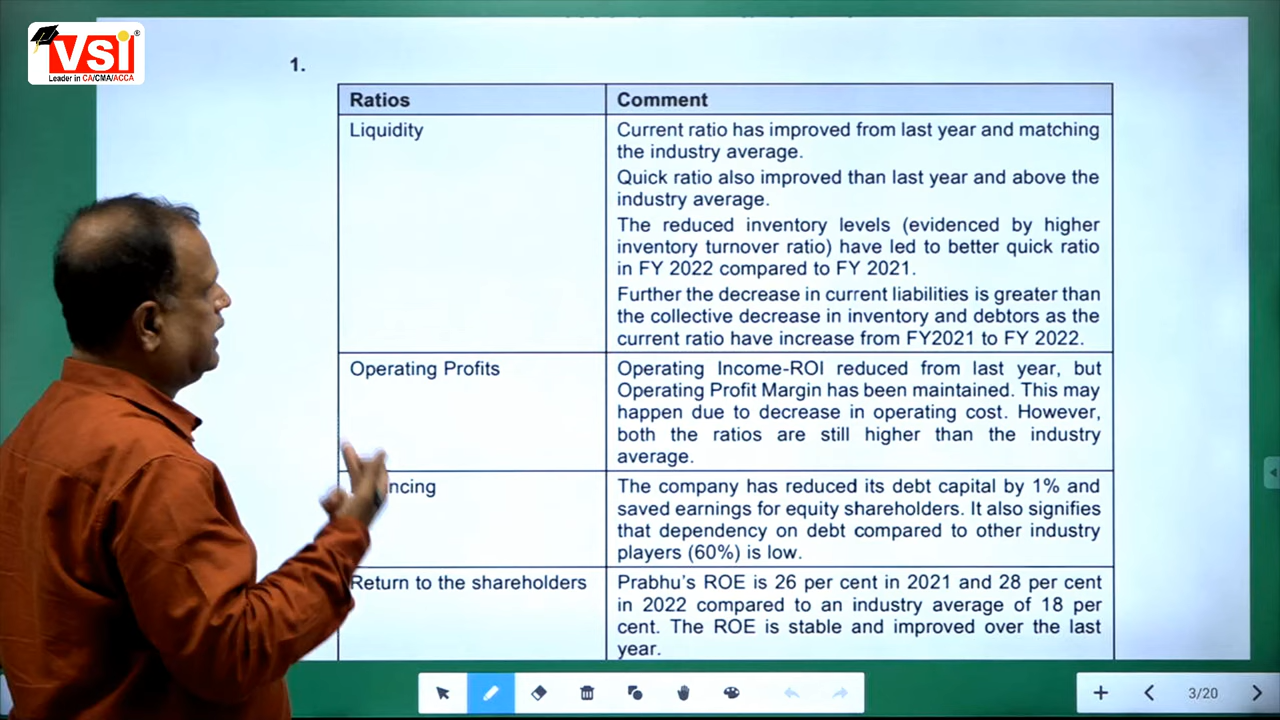 VSI
®
Leader in CA/CMA/ACCA
1.
Ratios
Comment
Liquidity
Current ratio has improved from last year and matching
the industry average.
Quick ratio also improved than last year and above the
industry average.
The reduced inventory levels (evidenced by higher
inventory turnover ratio) have led to better quick ratio
in FY 2022 compared to FY 2021.
Further the decrease in current liabilities is greater than
the collective decrease in inventory and debtors as the
current ratio have increase from FY2021 to FY 2022.
Operating Profits
Operating Income-ROI reduced from last year, but
Operating Profit Margin has been maintained. This may
happen due to decrease in operating cost. However,
both the ratios are still higher than the industry
average.
ncing
The company has reduced its debt capital by 1% and
saved earnings for equity shareholders. It also signifies
that dependency on debt compared to other industry
players (60%) is low.
Return to the shareholders
Prabhu's ROE is 26 per cent in 2021 and 28 per cent
in 2022 compared to an industry average of 18 per
cent. The ROE is stable and improved over the last
year.
3/20